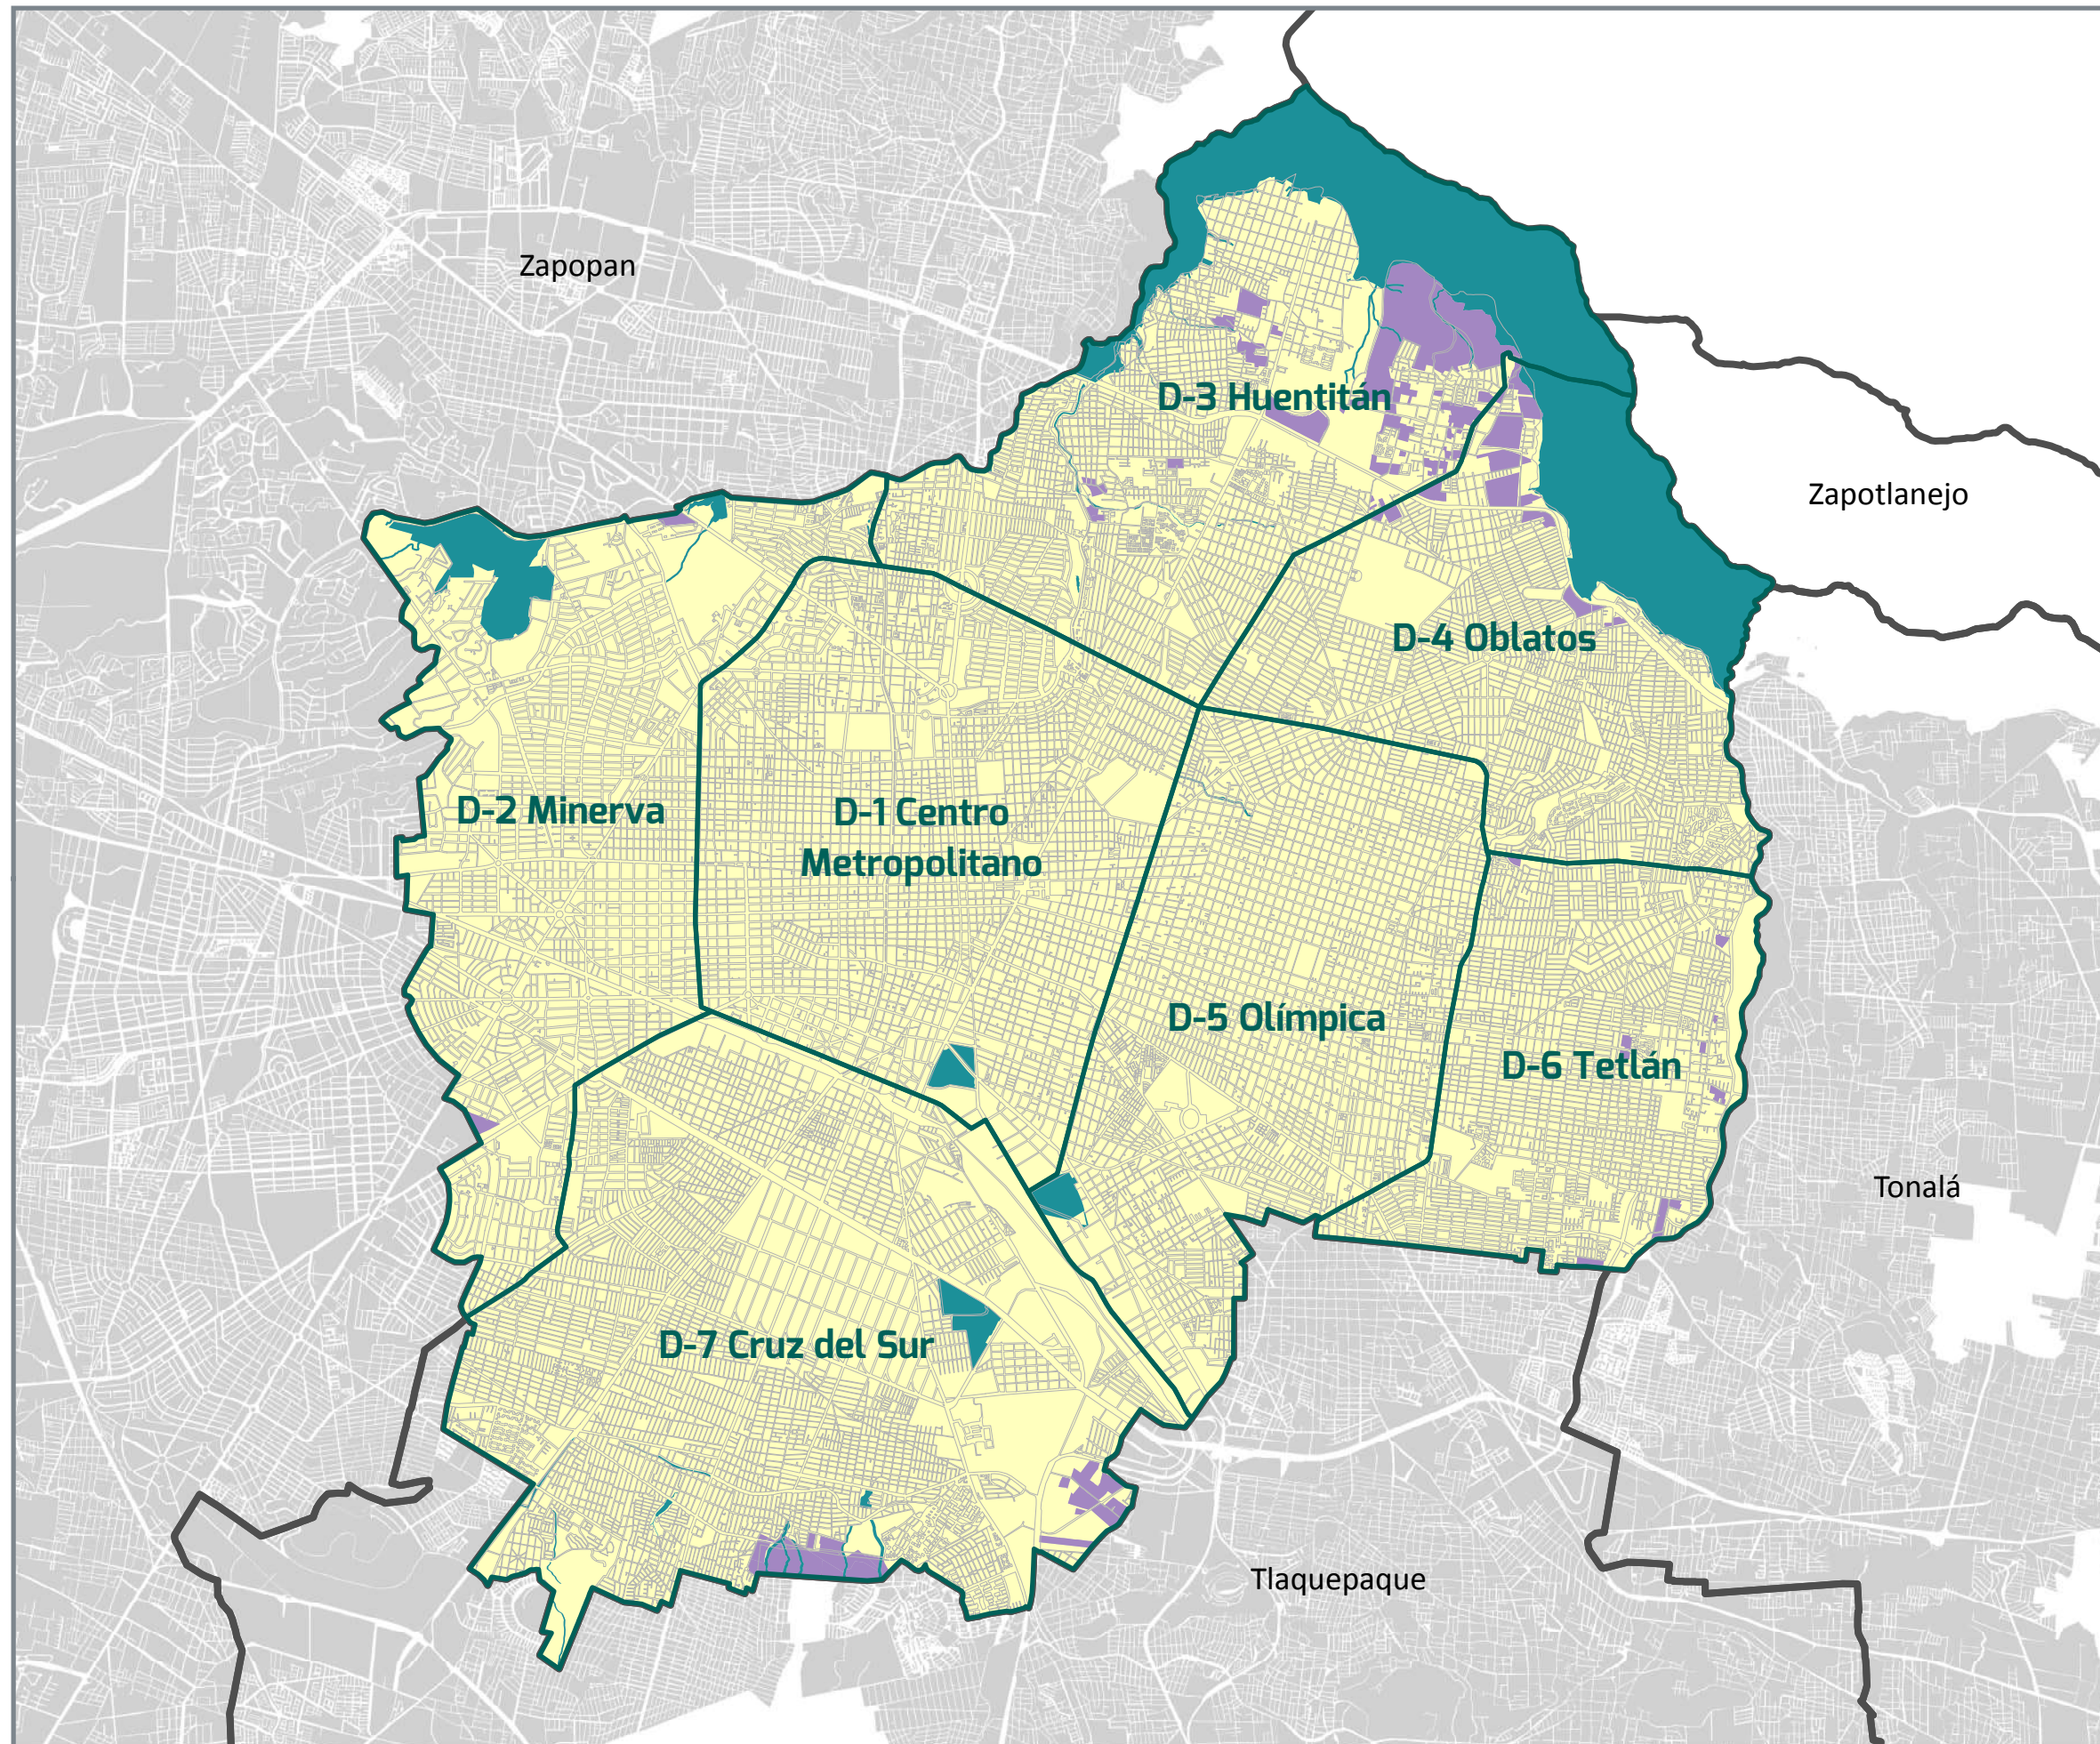 Zapopan
D-3 Huentitán
Zapotlanejo
D-4 Oblatos
D-2 Minerva
D-1 Centro
Metropolitano
D-5 Olímpica
D-6 Tetlán
Tonalá
D-7 Cruz del Sur
Tlaquepaque